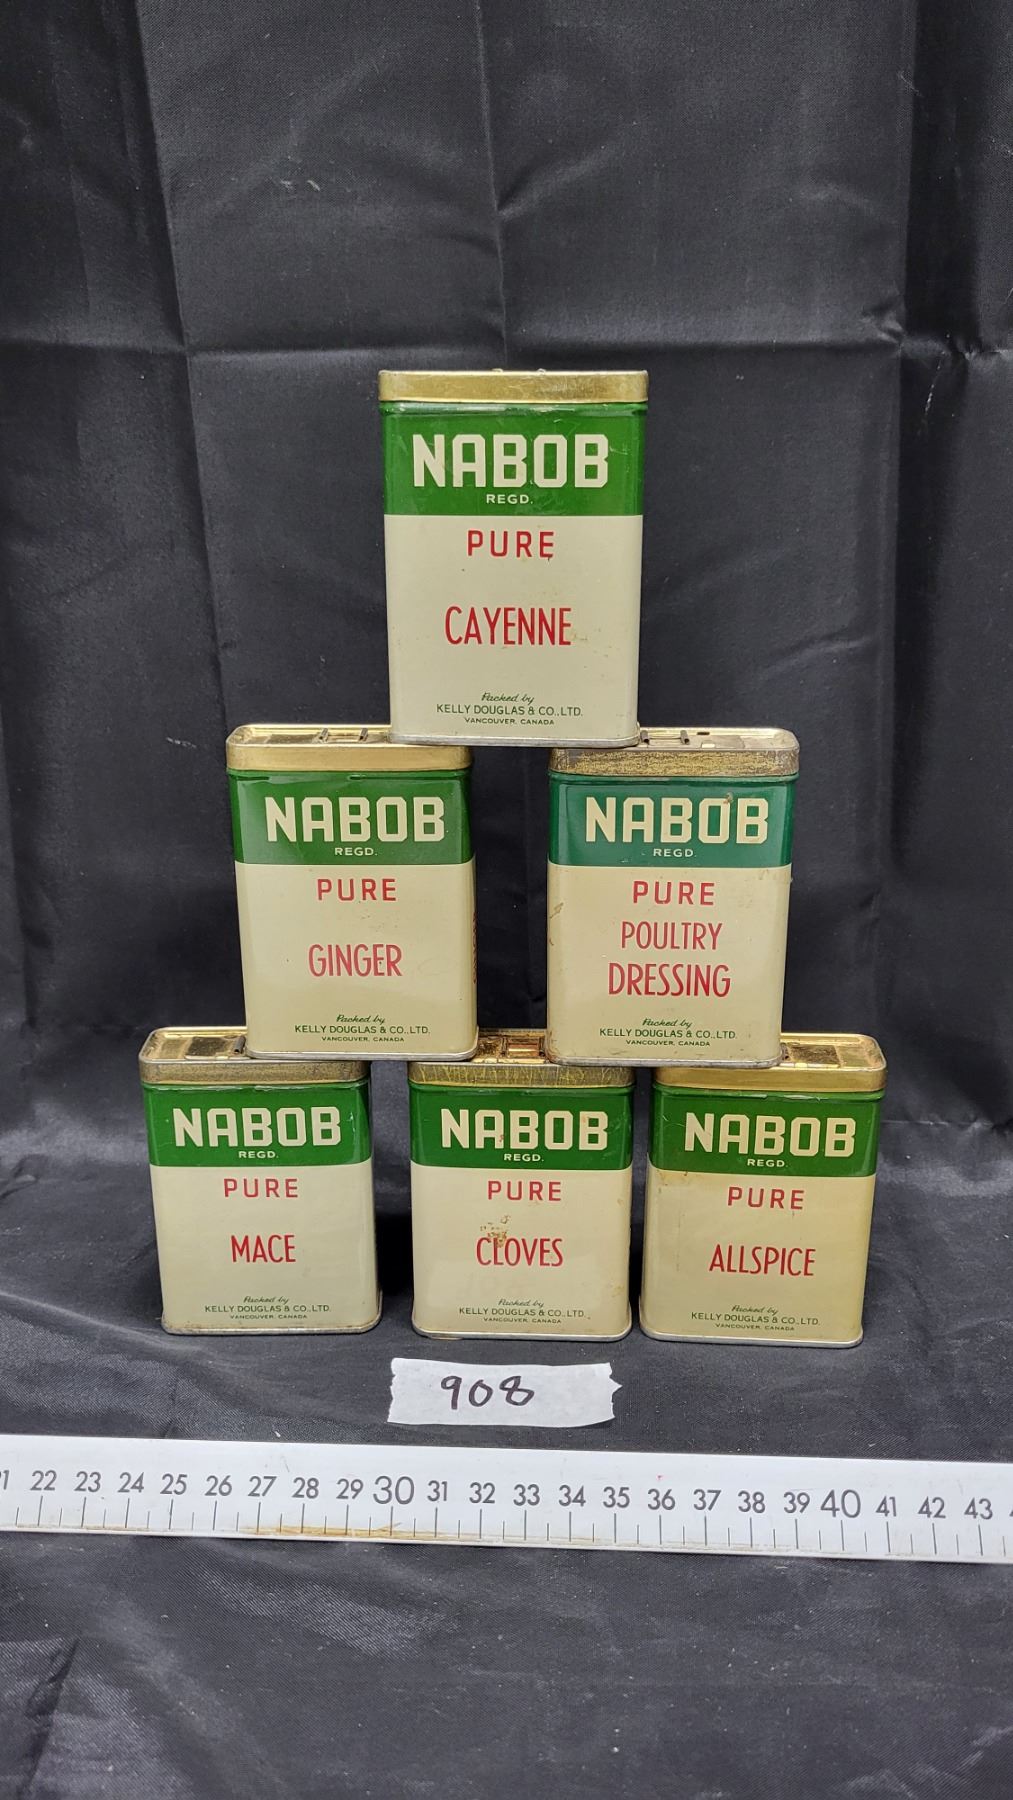 NABOB
REGD.
PURE
CAYENNE
Packed by
KELLY DOUGLAS & CO., LTD.
VANCOUVER, CANADA
NABOB
REGD.
PURE
GINGER
Packed by
KELLY DOUGLAS & CO., LTD.
VANCOUVER, CANADA
NABOB
REGD
PURE
POULTRY
DRESSING
Packed by
KELLY DOUGLAS & CO., LTD.
VANCOUVER, CANADA
NABOB
REGD.
PURE
MACE
Packed by
KELLY DOUGLAS & CO., LTD.
VANCOUVER, CANADA
NABOB
REGD.
PURE
CLOVES
Packed by
KELLY DOUGLAS & CO., LTD.
VANCOUVER, CANADA
NABOB
REGD.
PURE
ALLSPICE
Packed by
KELLY DOUGLAS & CO., LTD.
VANCOUVER, CANADA
908
22 23 24 25 26 27 28 29 30 31 32 33 34 35 36 37 38 39 40 41 42 43